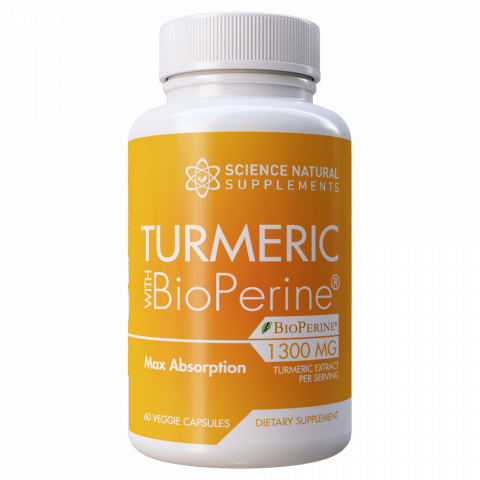 SCIENCE NATURAL
SUPPLEMENTS
TURMERIC
WITH BioPerine®
BIOPERINE™
1300 MG
Max Absorption
TURMERIC EXTRACT
PER SERVING
60 VEGGIE CAPSULES
DIETARY SUPPLEMENT